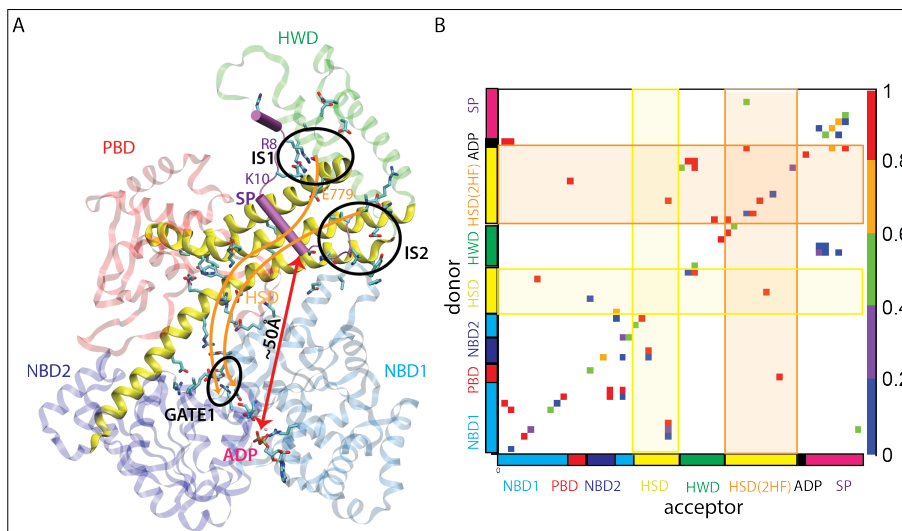 A
HWD
PBD
R8
IS1
K10
E779
SP
IS2
HSD
~50Å
NBD2
NBD1
GATE1
ADP
B
donor
SP
ADP
HSD(2HF)
HWD
HSD
NBD2
PBD
NBD1
1
0.8
0.6
0.4
0.2
0
0
NBD1 PBD NBD2 HSD HWD HSD(2HF) ADP SP
acceptor